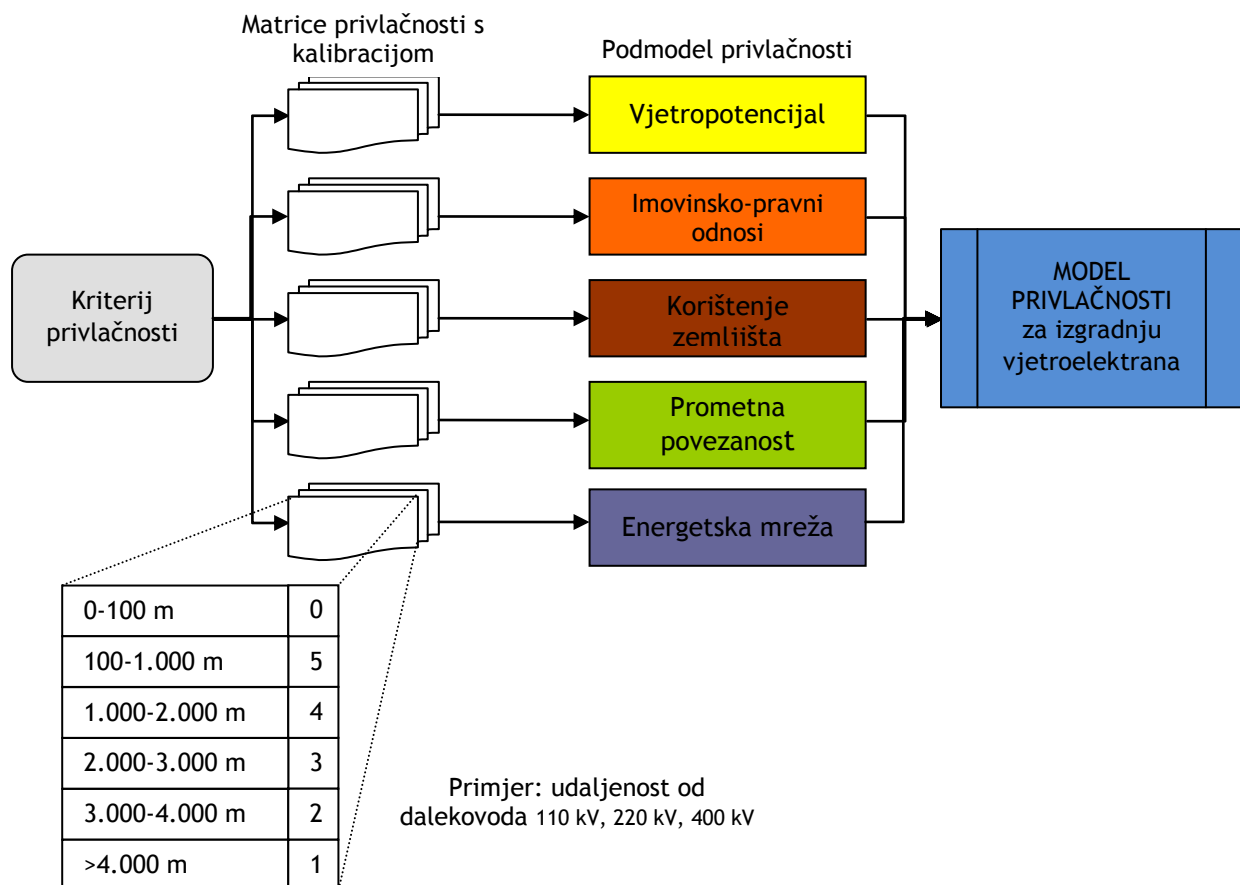 Matrice privlačnosti s
kalibracijom
Podmodel privlačnosti
Vjetropotencijal
Imovinsko-pravni
odnosi
Kriterij
privlačnosti
Korištenje
zemliišta
MODEL
PRIVLAČNOSTI
za izgradnju
vjetroelektrana
Prometna
povezanost
Energetska mreža
0-100 m 0
100-1.000 m 5
1.000-2.000 m 4
2.000-3.000 m 3
3.000-4.000 m 2
>4.000 m 1
Primjer: udaljenost od
dalekovoda 110 kV, 220 kV, 400 kV